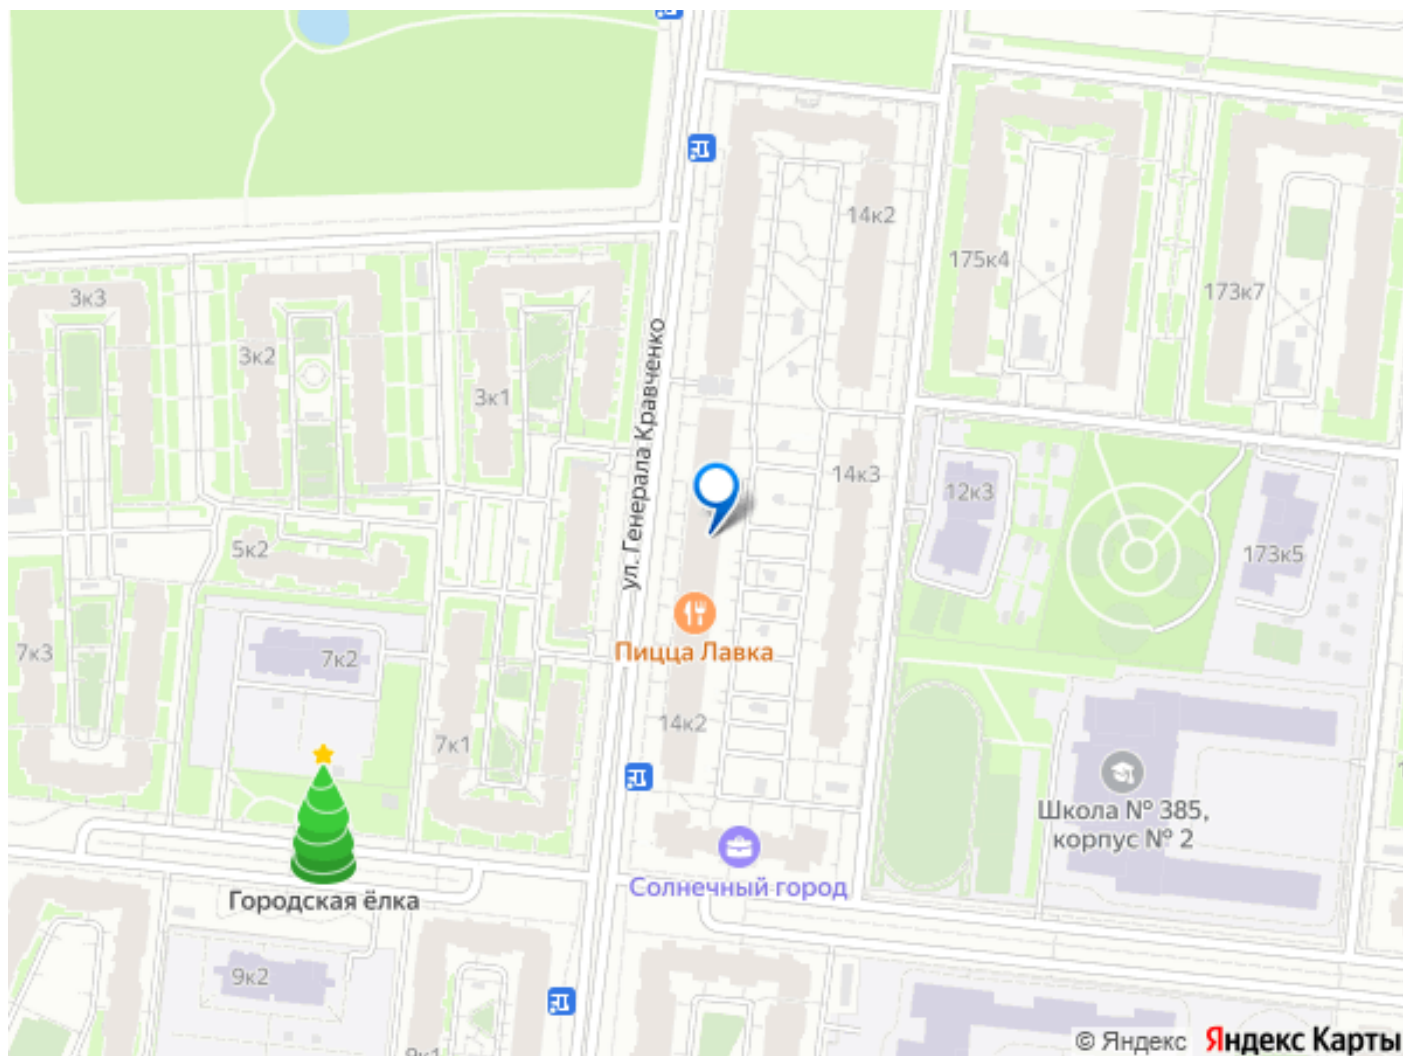 14к2
175к4
173к7
3к3
3к2
3к1
ул. Генерала Кравченко
14к3
12к3
173к5
5к2
7к3
7к2
Пицца Лавка
14к2
7к1
Школа № 385,
корпус № 2
Солнечный город
Городская ёлка
9к2
9к1
© Яндекс Яндекс Карты